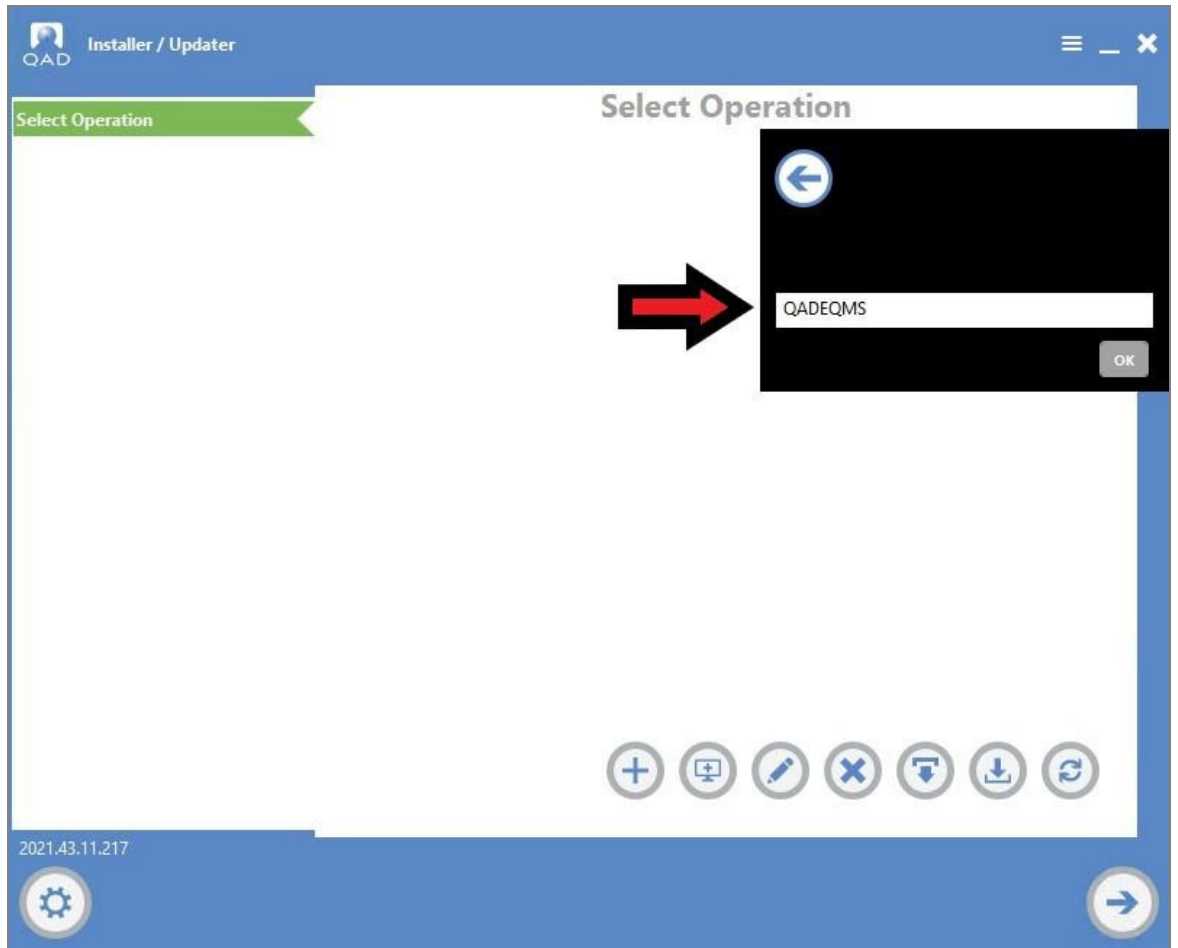 QAD
Installer / Updater
Select Operation
Select Operation
QADEQMS
OK
2021.43.11.217